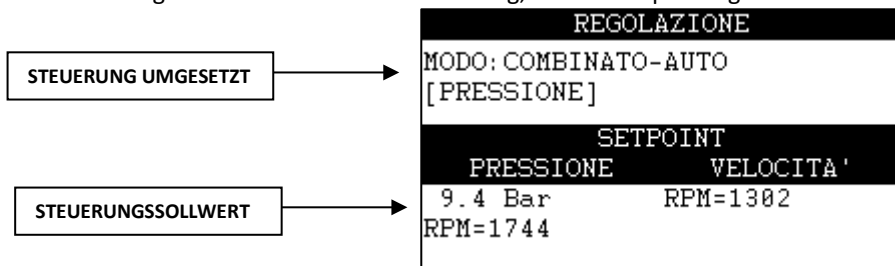 REGOLAZIONE
STEUERUNG UMGESETZT
MODO:COMBINATO-AUTO
[PRESSIONE]
SETPOINT
PRESSIONE VELOCITA'
STEUERUNGSSOLLWERT
9.4 Bar RPM=1302
RPM=1744